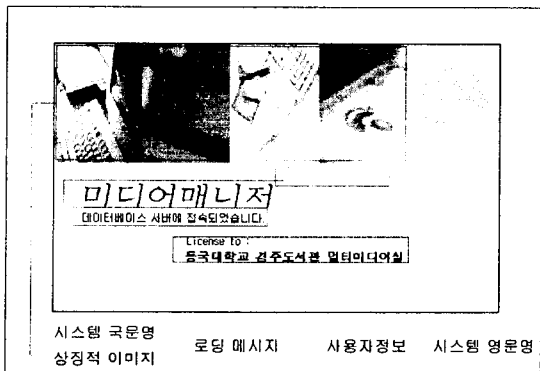 미디어매니저
데이터베이스 서버에 접속되었습니다.
License to :
동국대학교 경주도서관 멀티미디어실
시스템 국문명
상징적 이미지
로딩 메시지
사용자정보
시스템 영문명